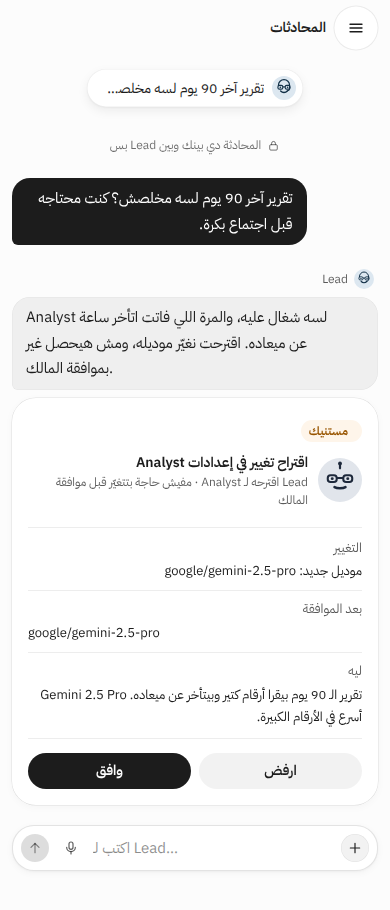 المحادثات
تقرير آخر 90 يوم لسه مخلصـ...
المحادثة دي بينك وبين Lead بس
تقرير آخر 90 يوم لسه مخلصش؟ كنت محتاجه
قبل اجتماع بكرة.
Lead
Analyst لسه شغال عليه، والمرة اللي فاتت اتأخر ساعة
عن ميعاده. اقترحت نغيّر موديله، ومش هيحصل غير
بموافقة المالك.
مستنيك
اقتراح تغيير في إعدادات Analyst
Lead اقترحه لـ Analyst · مفيش حاجة بتتغيّر قبل موافقة
المالك
التغيير
موديل جديد: google/gemini-2.5-pro
بعد الموافقة
google/gemini-2.5-pro
ليه
تقرير الـ 90 يوم بيقرا أرقام كتير وبيتأخر عن ميعاده. Gemini 2.5 Pro
أسرع في الأرقام الكبيرة.
ارفض
وافق
اكتب لـ Lead...